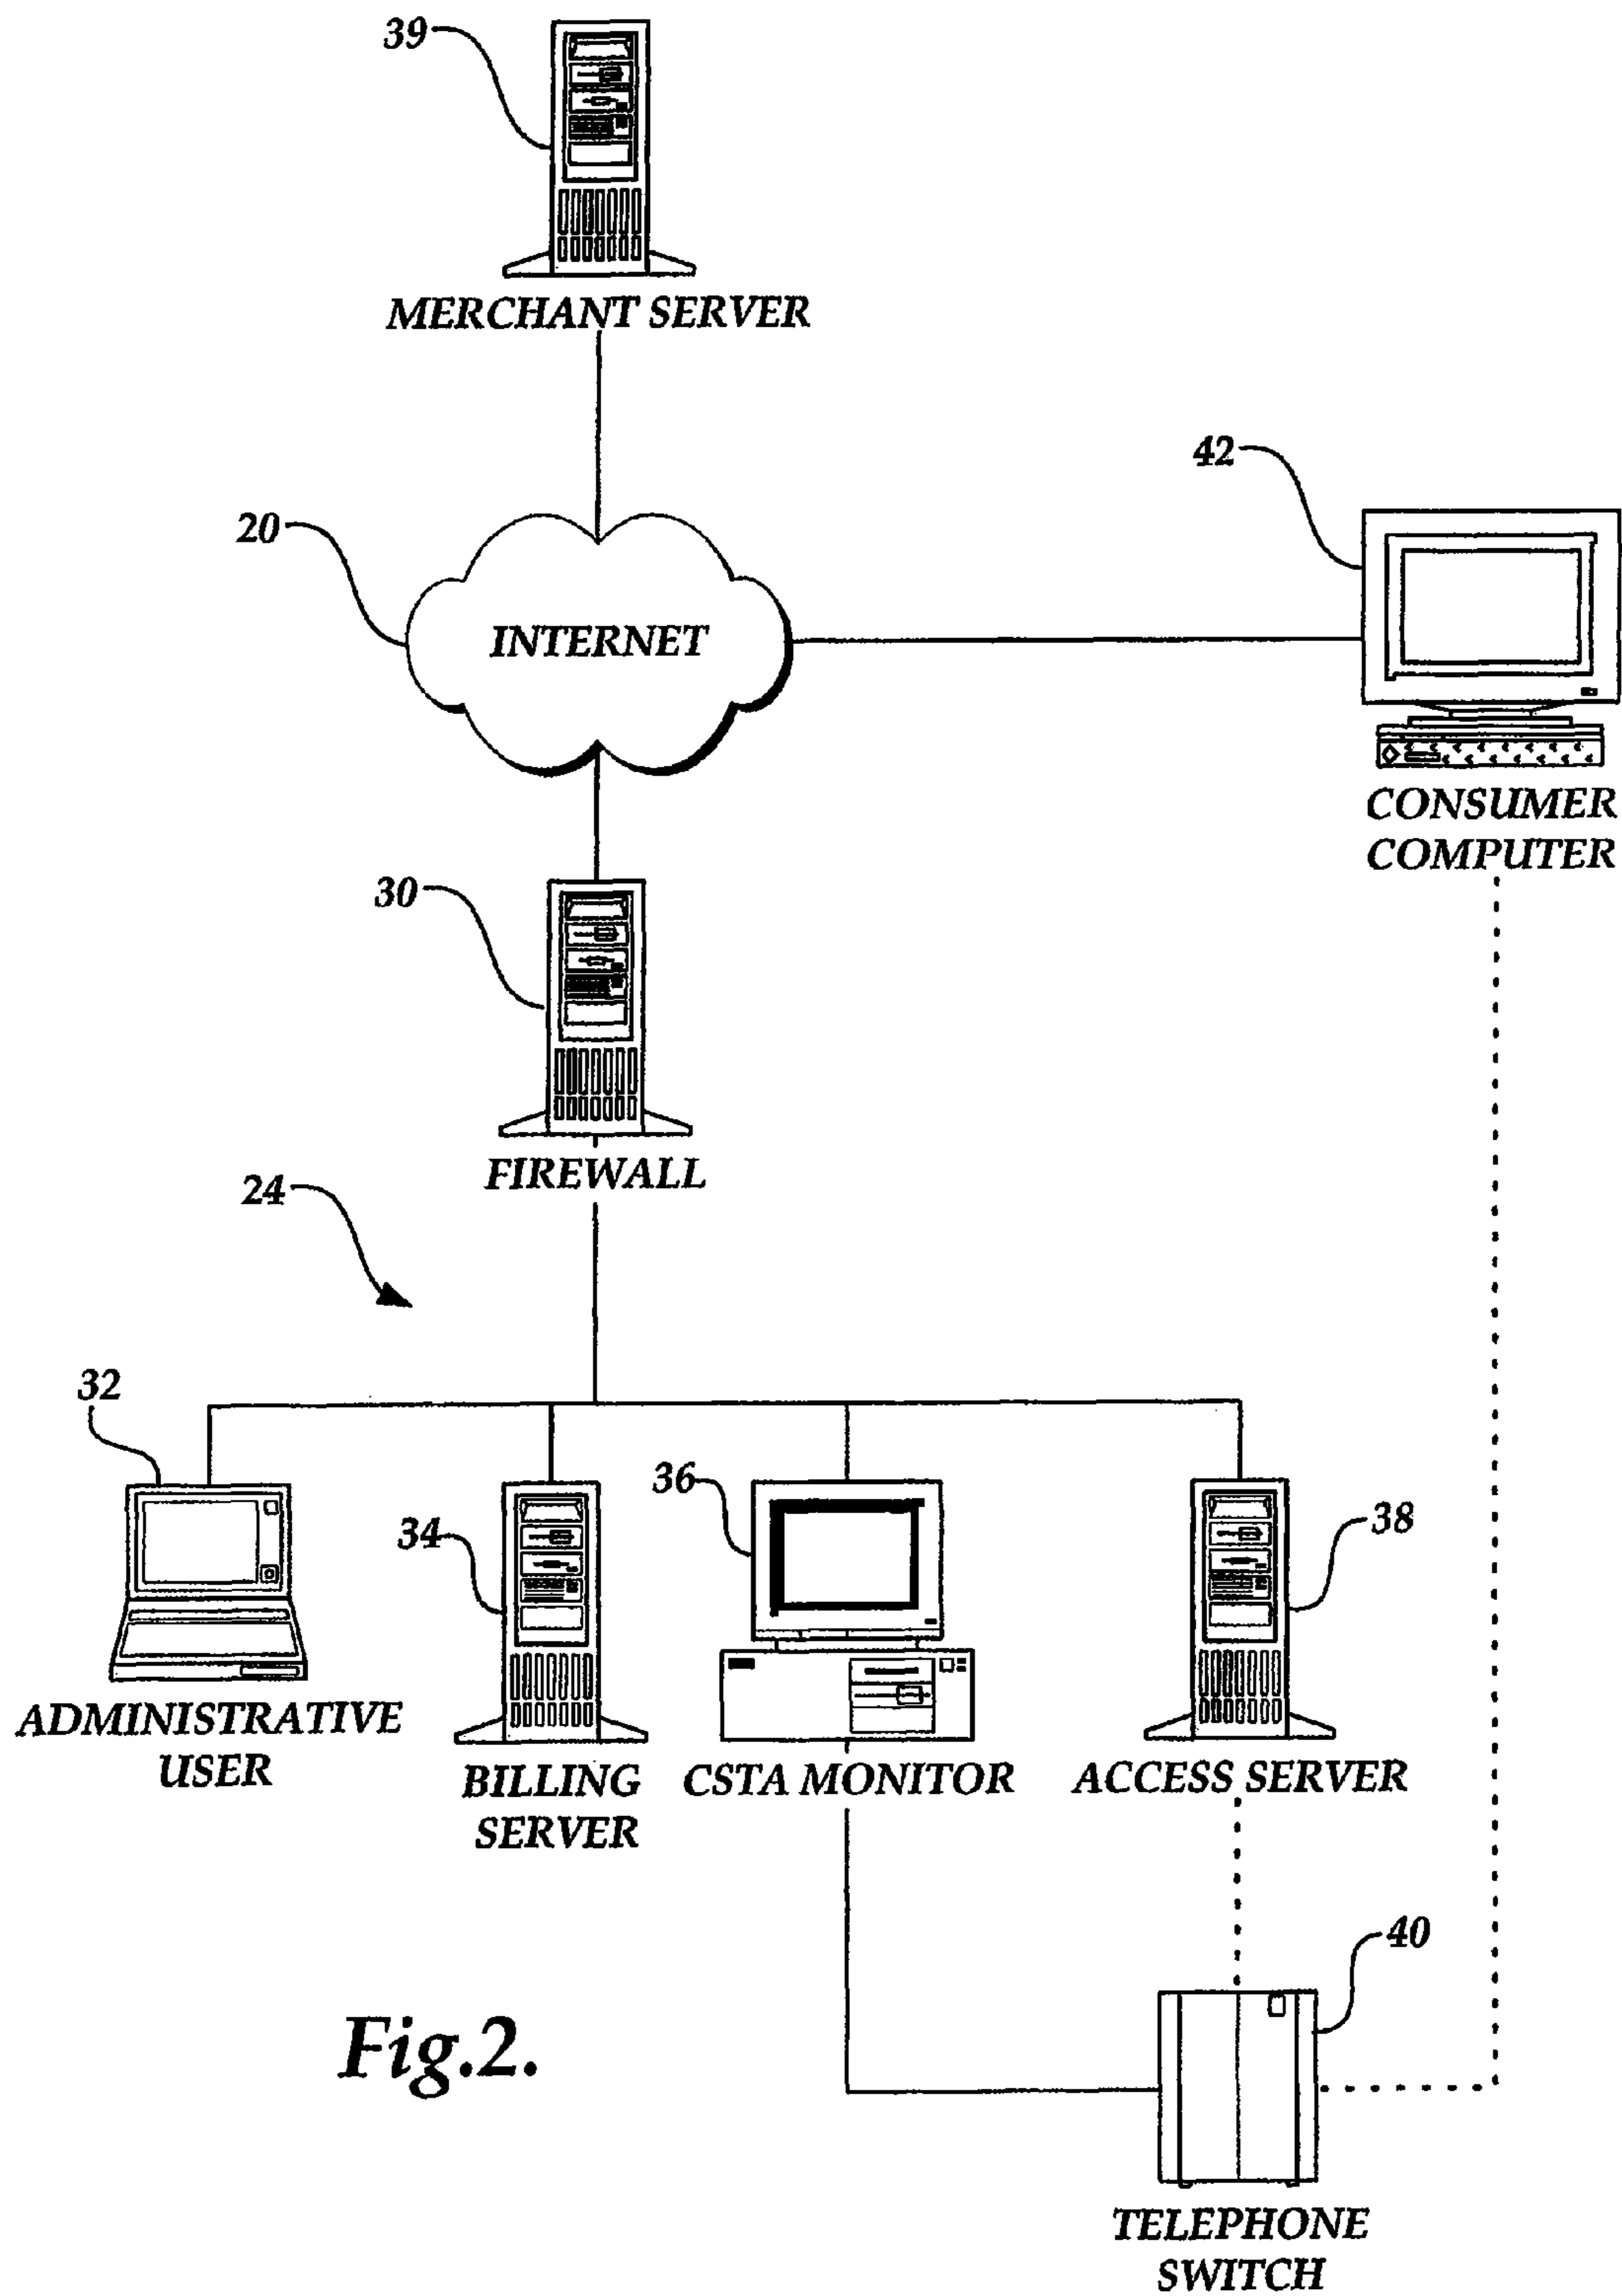 39
MERCHANT SERVER
42
20
INTERNET
CONSUMER
COMPUTER
30
FIREWALL
24
32
36
34
38
ADMINISTRATIVE
USER
BILLING
SERVER
CSTA MONITOR
ACCESS SERVER
40
Fig.2.
TELEPHONE
SWITCH